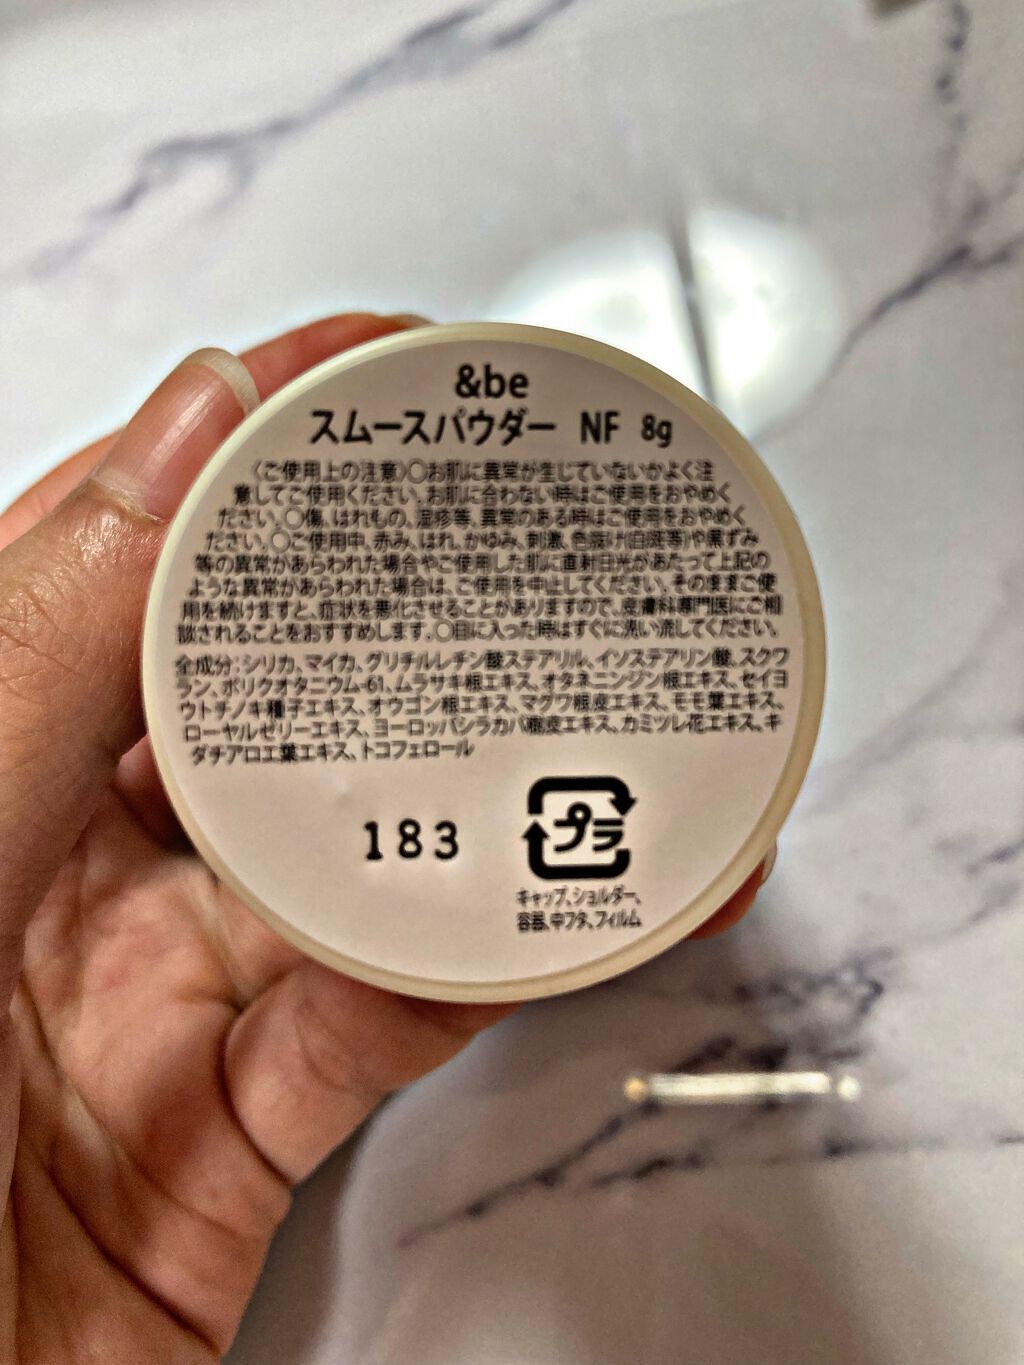 &be
スムースパウダー NF 8g
〈ご使用上の注意〉〇お肌に異常が生じていないかよく注
意してご使用ください。お肌に合わない時はご使用をおやめく
ださい。〇傷、はれもの、湿疹等、異常のある時はご使用をおやめく
ださい。〇ご使用中、赤み、はれ、かゆみ、刺激、色抜け(白斑等)や黒ずみ
等の異常があらわれた場合やご使用した肌に直射日光があたって上記の
ような異常があらわれた場合は、ご使用を中止してください。そのままご使
用を続けますと、症状を悪化させることがありますので、皮膚科専門医にご相
談されることをおすすめします。〇目に入った時はすぐに洗い流してください。
全成分:シリカ、マイカ、グリチルレチン酸ステアリル、イソステアリン酸、スクワ
ラン、ポリクオタニウム-61、ムラサキ根エキス、オタネニンジン根エキス、セイヨ
ウトチノキ種子エキス、オウゴン根エキス、マグワ根皮エキス、モモ葉エキス、
ローヤルゼリーエキス、ヨーロッパシラカバ樹皮エキス、カミツレ花エキス、キ
ダチアロエ葉エキス、トコフェロール
183
プラ
キャップ、ショルダー、
容器、中フタ、フィルム